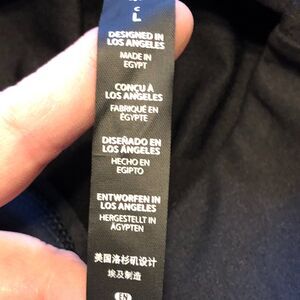 L
DESIGNED IN
LOS ANGELES
MADE IN
EGYPT
CONÇU À
LOS ANGELES
FABRIQUÉ EN
ÉGYPTE
DISEÑADO EN
LOS ÁNGELES
HECHO EN
EGIPTO
ENTWORFEN IN
LOS ANGELES
HERGESTELLT IN
ÄGYPTEN
美国洛杉矶设计
埃及制造
EN